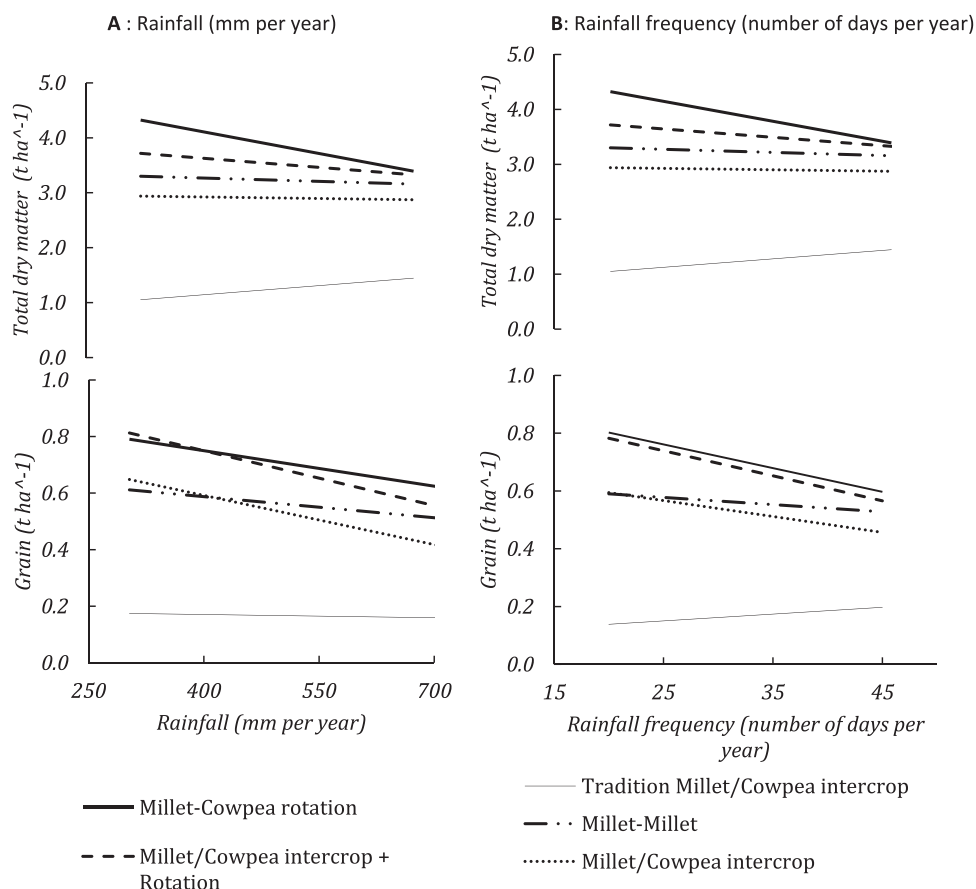 A : Rainfall (mm per year)
B: Rainfall frequency (number of days per year)
Total dry matter (t ha^-1)
5.0
4.0
3.0
2.0
1.0
0.0
Total dry matter (t ha^-1)
5.0
4.0
3.0
2.0
1.0
0.0
Grain (t ha^-1)
1.0
0.8
0.6
0.4
0.2
0.0
250 400 550 700
Rainfall (mm per year)
Grain (t ha^-1)
1.0
0.8
0.6
0.4
0.2
0.0
15 25 35 45
Rainfall frequency (number of days per
year)
Millet-Cowpea rotation
Millet/Cowpea intercrop +
Rotation
Tradition Millet/Cowpea intercrop
Millet-Millet
Millet/Cowpea intercrop